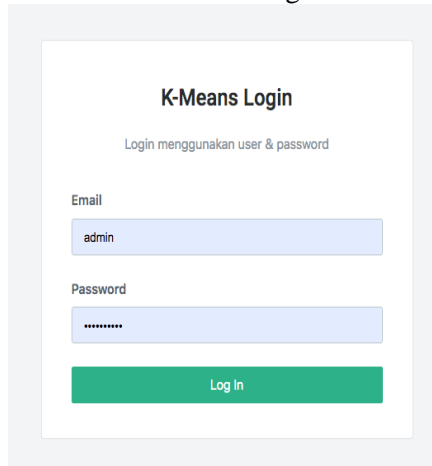 K-Means Login
Login menggunakan user & password
Email
admin
Password
••••••••••
Log In